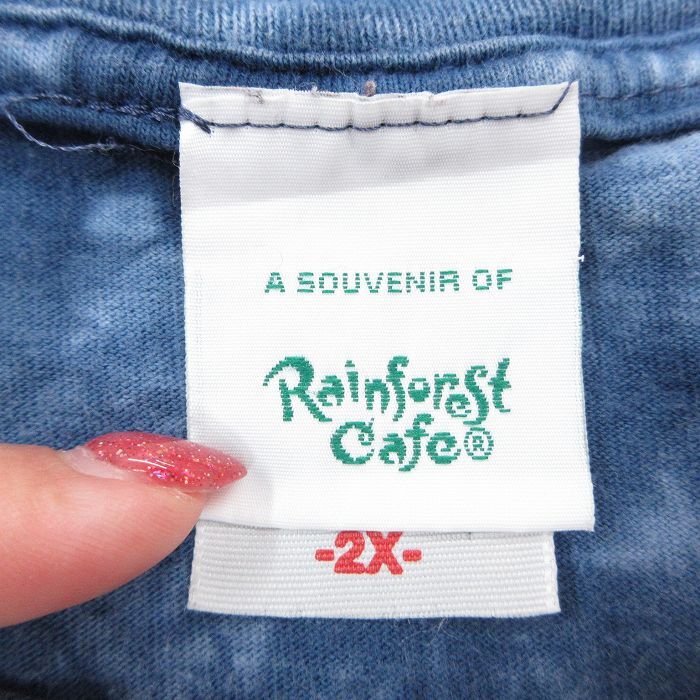 A SOUVENIR OF
Rainforest
Cafe®
-2X-